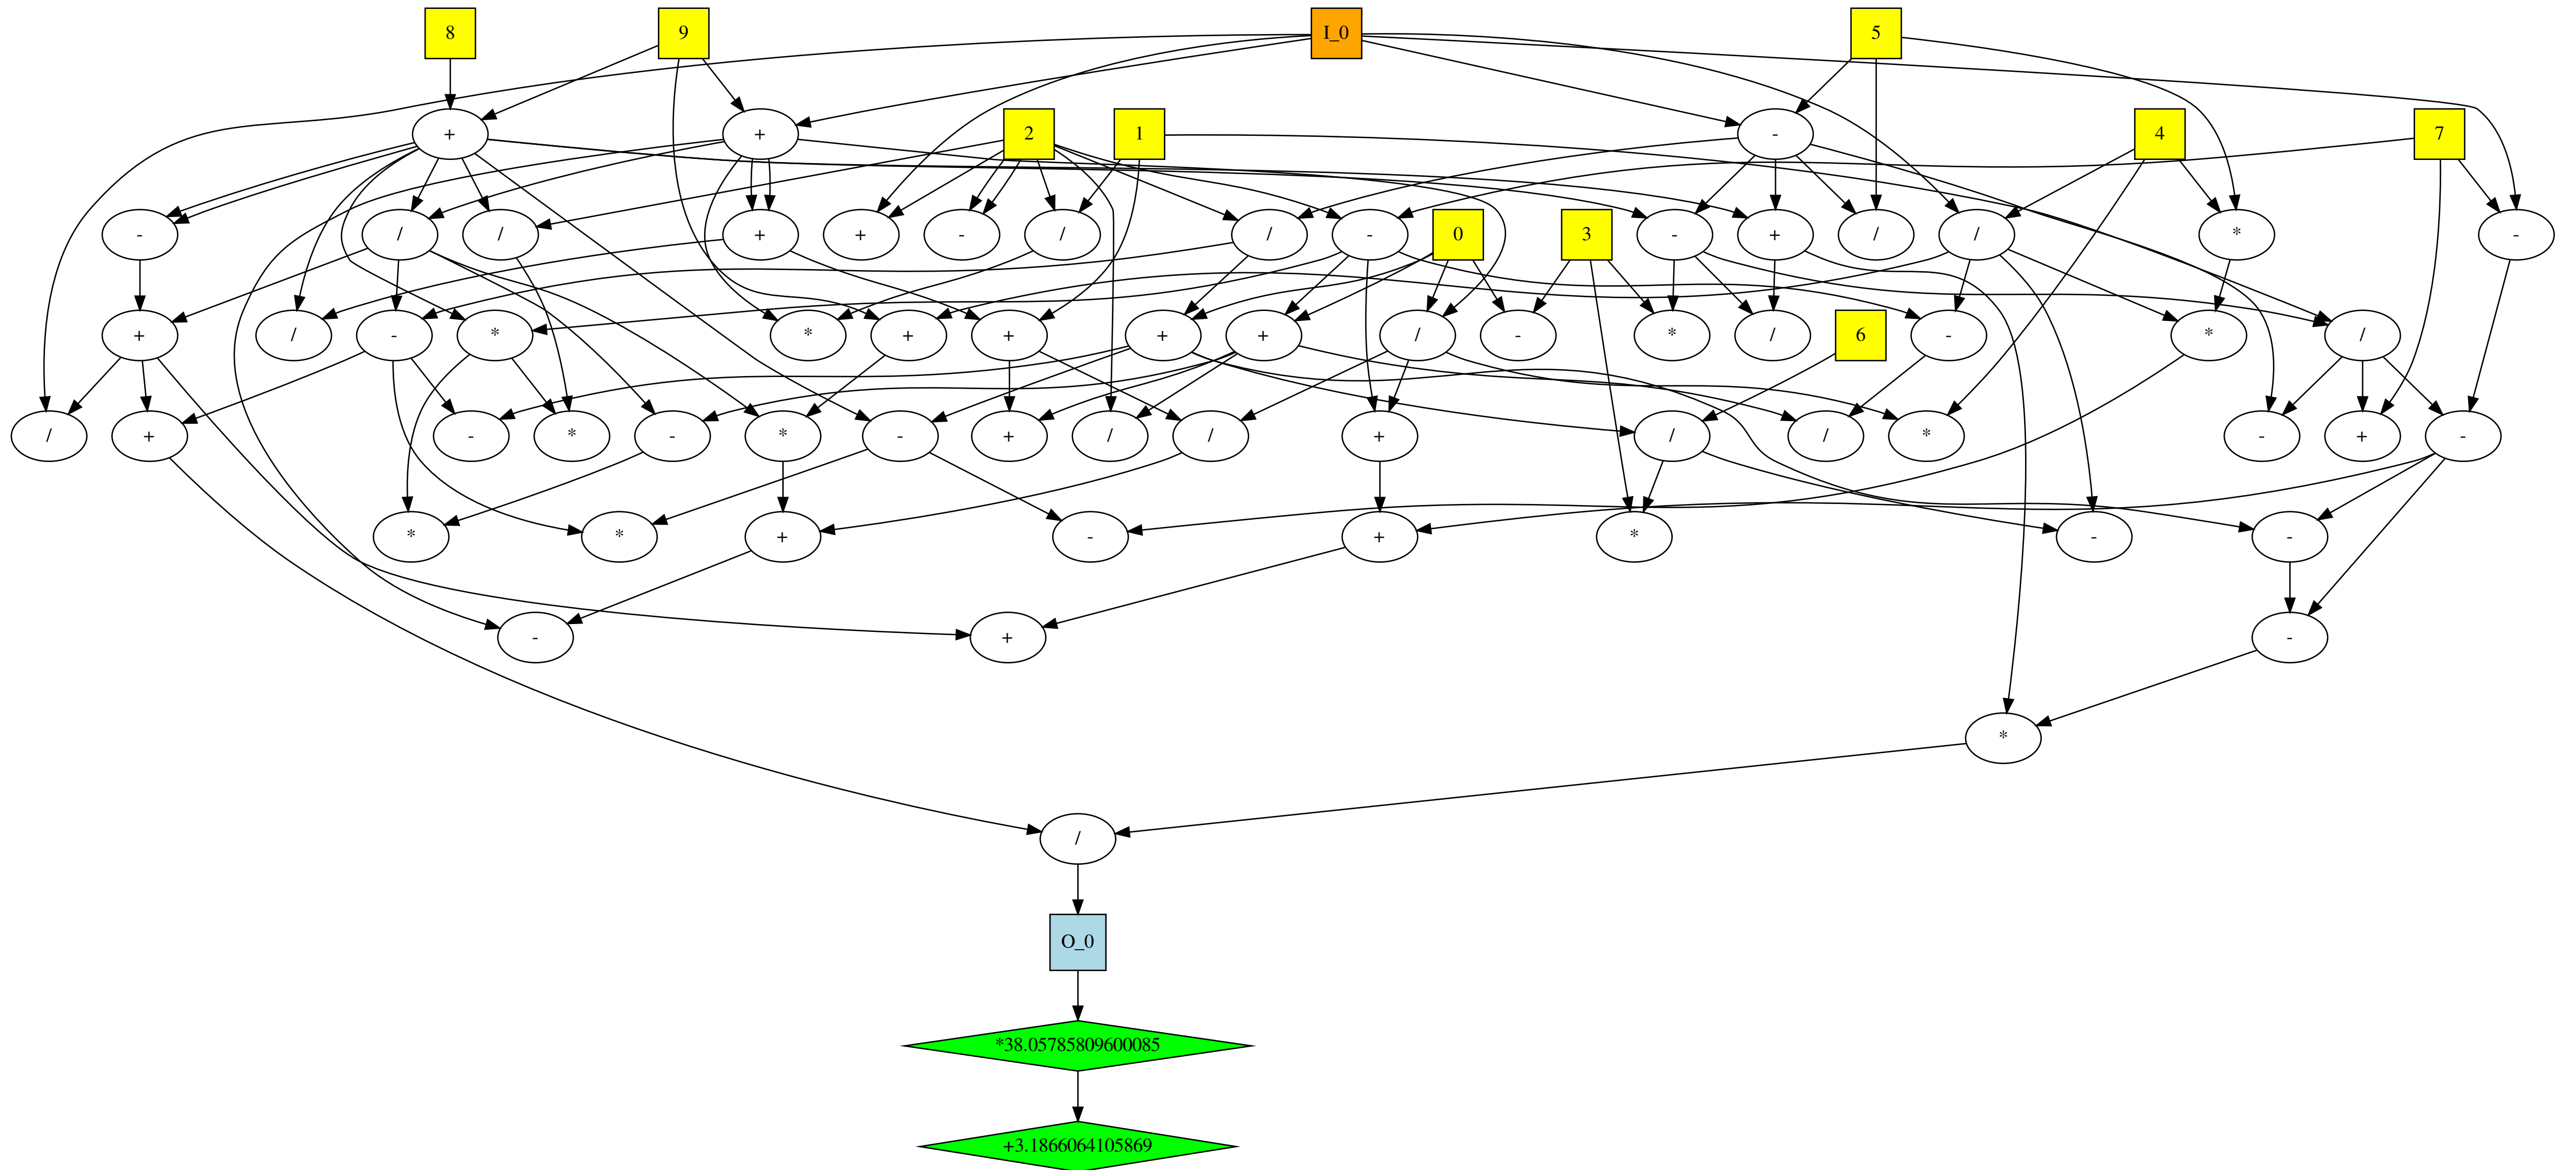 8 9 I_0 5
+ + 2 1 - 4 7
- / / + + - / / - 0 3 - + / / * -
+ / - * * + + + + / - * / 6 - * /
/ + - * - * - + / / + / / * - + -
* * + - + * - -
- + -
*
/
O_0
*38.05785809600085
+3.1866064105869